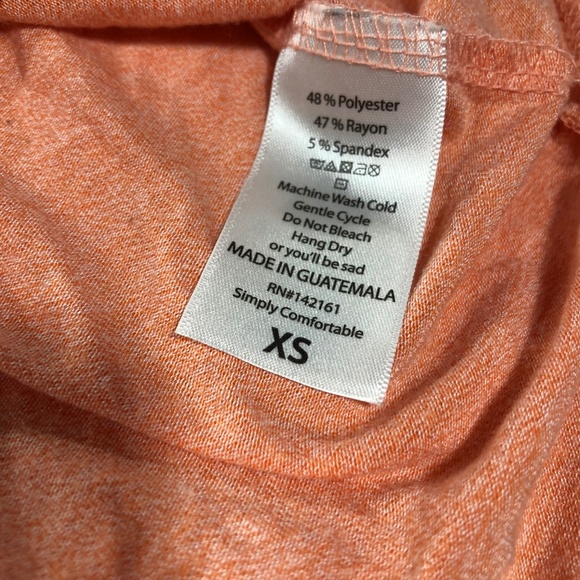 48 % Polyester
47 % Rayon
5 % Spandex
Machine Wash Cold
Gentle Cycle
Do Not Bleach
Hang Dry
or you'll be sad
MADE IN GUATEMALA
RN#142161
Simply Comfortable
XS